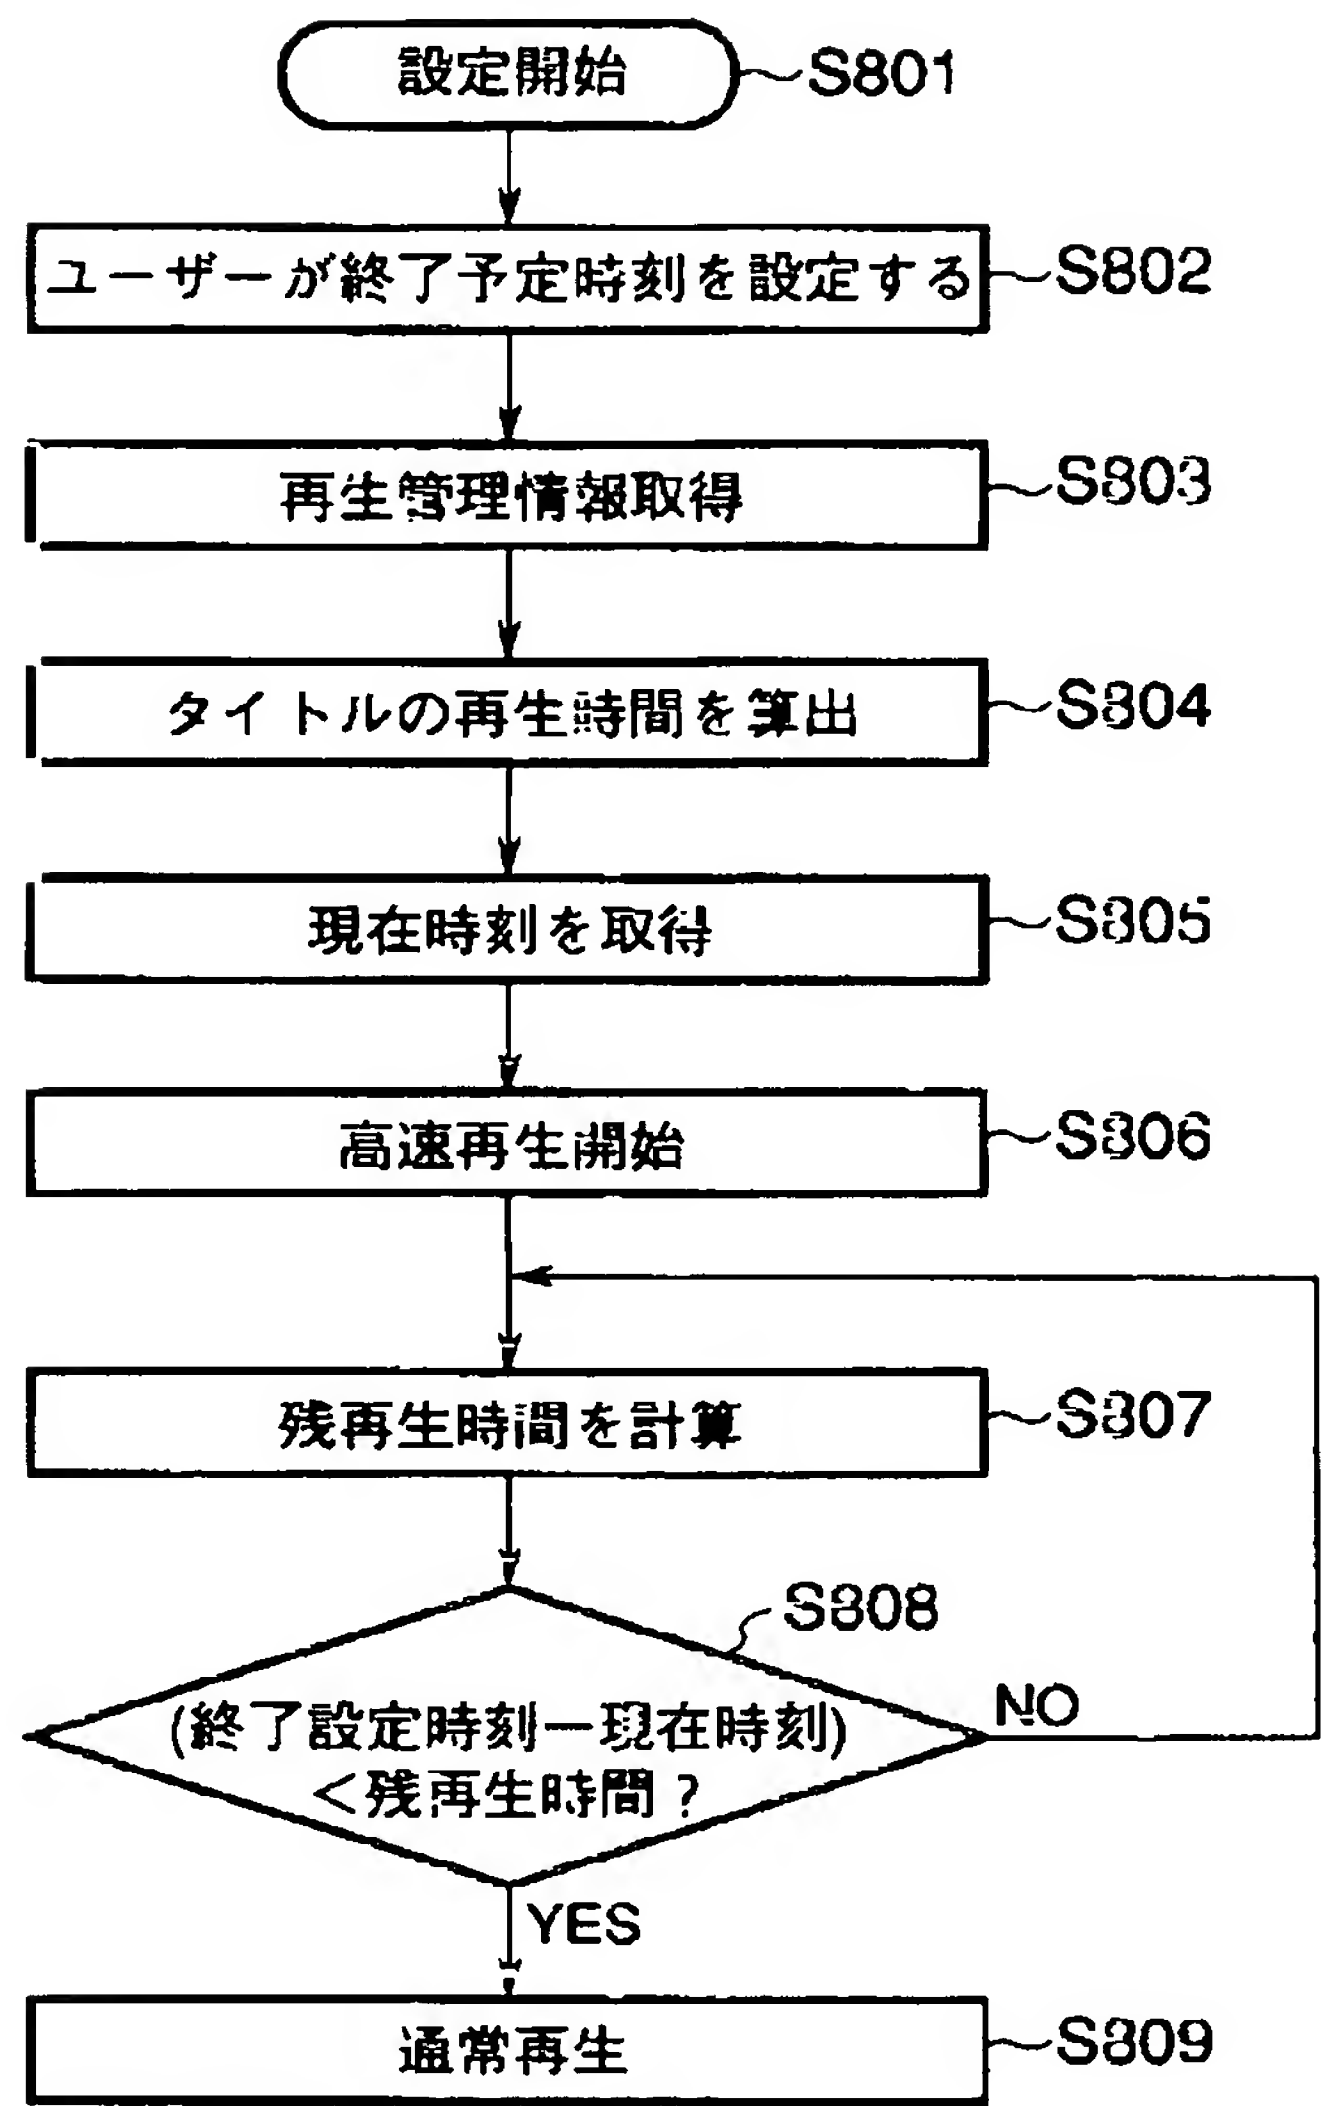 設定開始
S801
ユーザーが終了予定時刻を設定する
S802
再生管理情報取得
S803
タイトルの再生時間を算出
S804
現在時刻を取得
S805
高速再生開始
S806
残再生時間を計算
S807
S808
(終了設定時刻ー現在時刻)
<残再生時間?
NO
YES
通常再生
S809